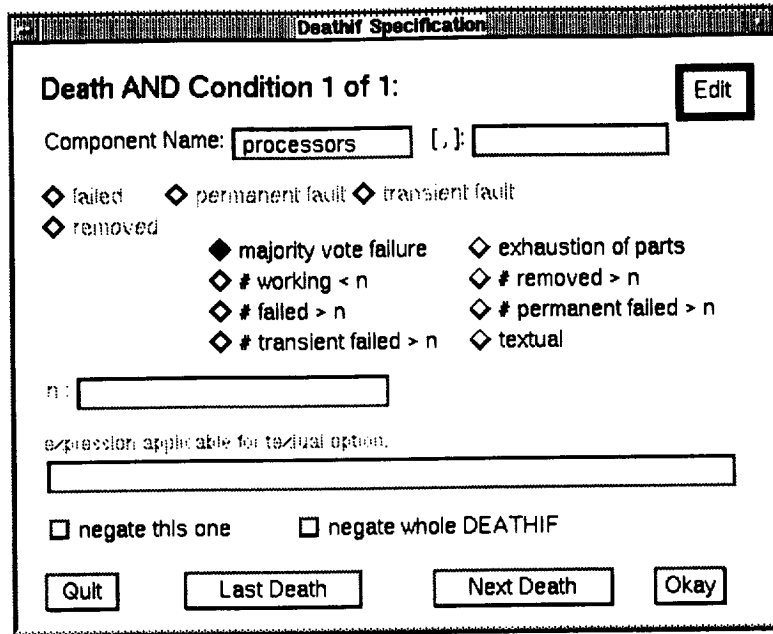 Deathif Specification
Death AND Condition 1 of 1:
Edit
Component Name: processors [,]:
failed permanent fault transient fault
removed
majority vote failure exhaustion of parts
# working < n # removed > n
# failed > n # permanent failed > n
# transient failed > n textual
n :
expression applicable for textual option.
negate this one negate whole DEATHIF
Quit Last Death Next Death Okay